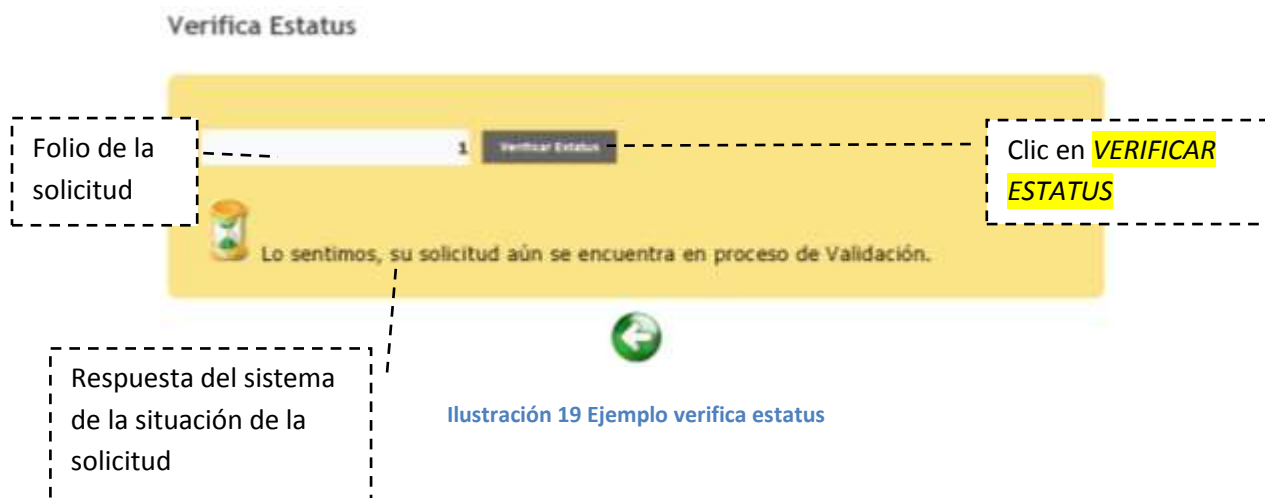 Verifica Estatus
Folio de la
solicitud
1
Verificar Estatus
Clic en VERIFICAR
ESTATUS
Lo sentimos, su solicitud aún se encuentra en proceso de Validación.
Respuesta del sistema
de la situación de la
solicitud
Ilustración 19 Ejemplo verifica estatus